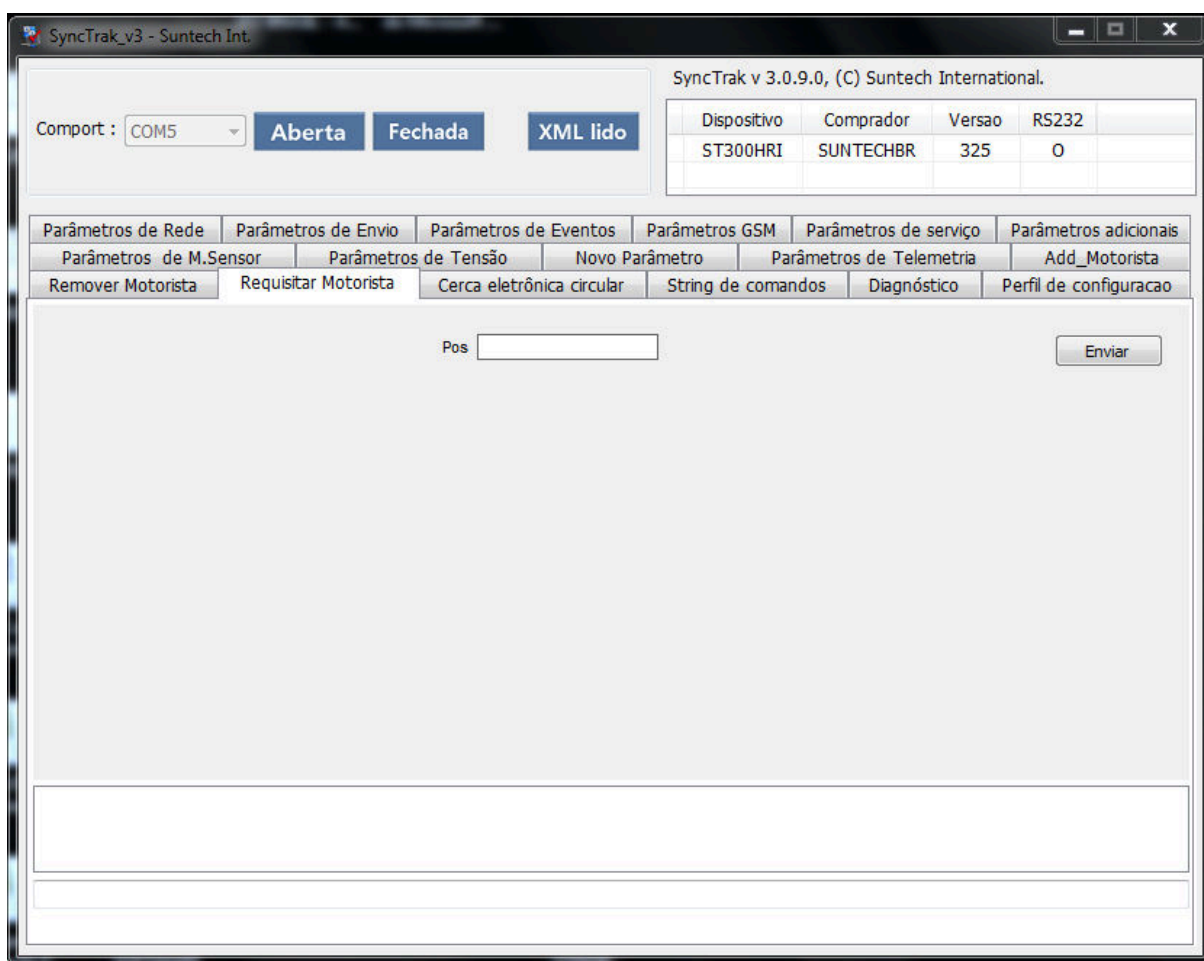 SyncTrak_v3 - Suntech Int.
SyncTrak v 3.0.9.0, (C) Suntech International.
Comport : COM5 Aberta Fechada XML lido
Dispositivo Comprador Versao RS232
ST300HRI SUNTECHBR 325 O
Parâmetros de Rede Parâmetros de Envio Parâmetros de Eventos Parâmetros GSM Parâmetros de serviço Parâmetros adicionais
Parâmetros de M.Sensor Parâmetros de Tensão Novo Parâmetro Parâmetros de Telemetria Add_Motorista
Remover Motorista Requisitar Motorista Cerca eletrônica circular String de comandos Diagnóstico Perfil de configuracao
Pos Enviar